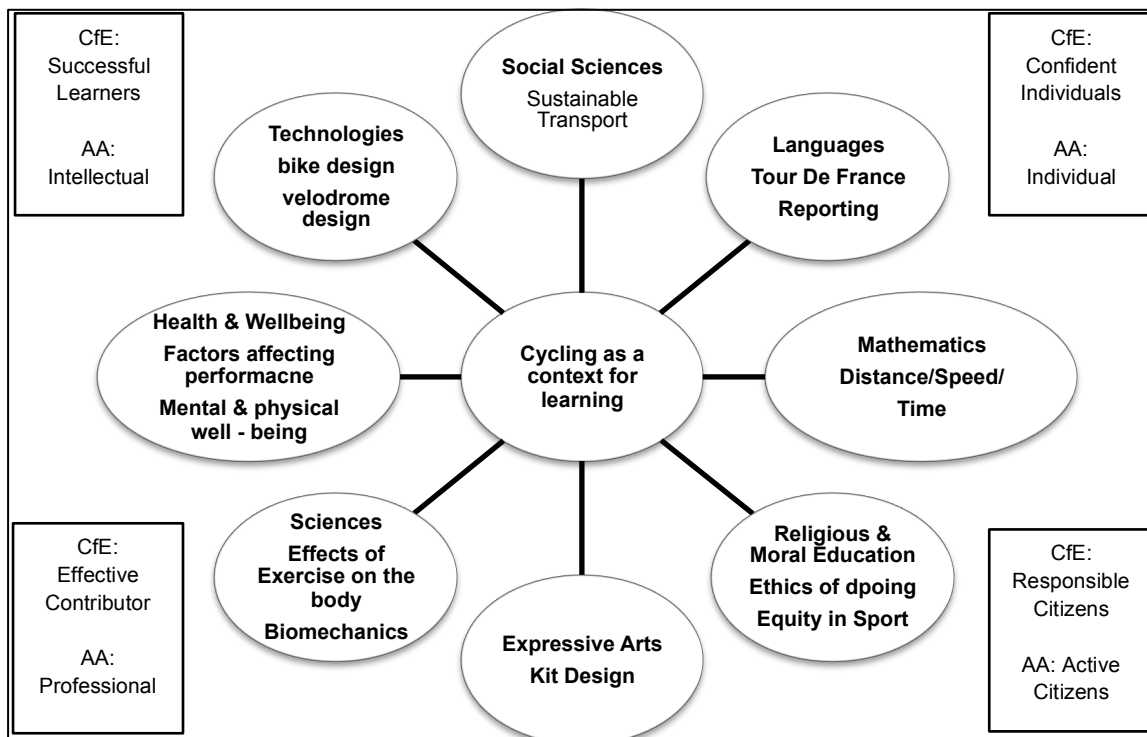 CfE:
Successful
Learners
AA:
Intellectual
Social Sciences
Sustainable
Transport
CfE:
Confident
Individuals
AA:
Individual
Technologies
bike design
velodrome
design
Languages
Tour De France
Reporting
Health & Wellbeing
Factors affecting
performacne
Mental & physical
well - being
Cycling as a
context for
learning
Mathematics
Distance/Speed/
Time
CfE:
Effective
Contributor
AA:
Professional
Sciences
Effects of
Exercise on the
body
Biomechanics
Expressive Arts
Kit Design
Religious &
Moral Education
Ethics of dpoing
Equity in Sport
CfE:
Responsible
Citizens
AA: Active
Citizens